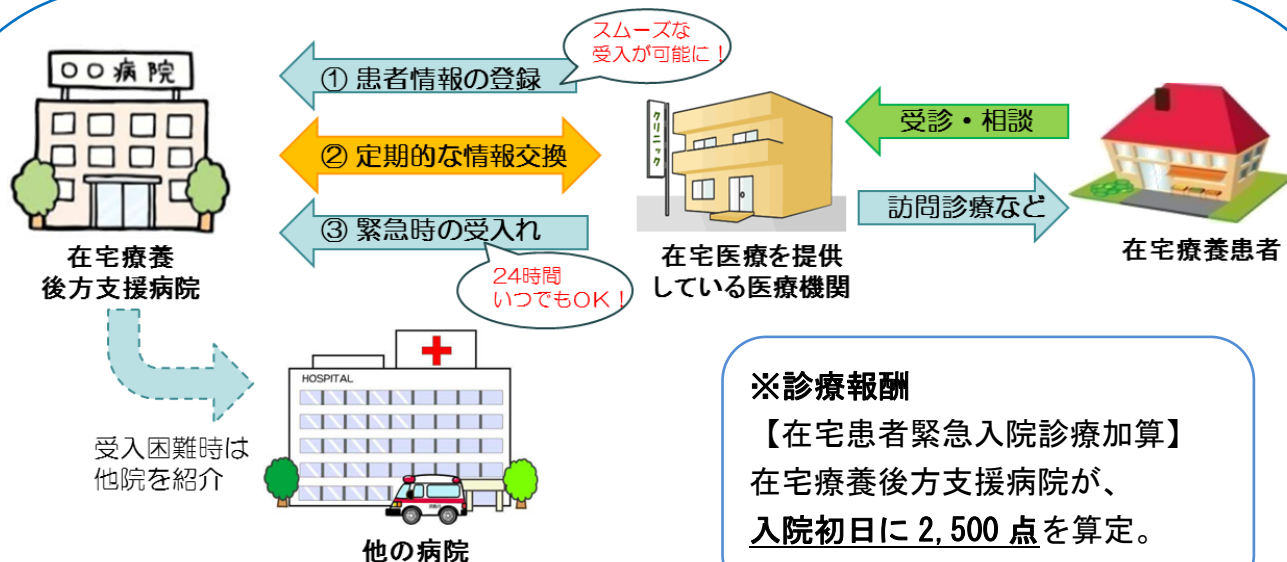 〇〇病院
スムーズな
受入が可能に！
① 患者情報の登録
② 定期的な情報交換
③ 緊急時の受入れ
24時間
いつでもOK！
クリニック
受診・相談
訪問診療など
在宅療養
後方支援病院
在宅医療を提供
している医療機関
在宅療養患者
受入困難時は
他院を紹介
HOSPITAL
他の病院
※診療報酬
【在宅患者緊急入院診療加算】
在宅療養後方支援病院が、
入院初日に 2,500 点を算定。